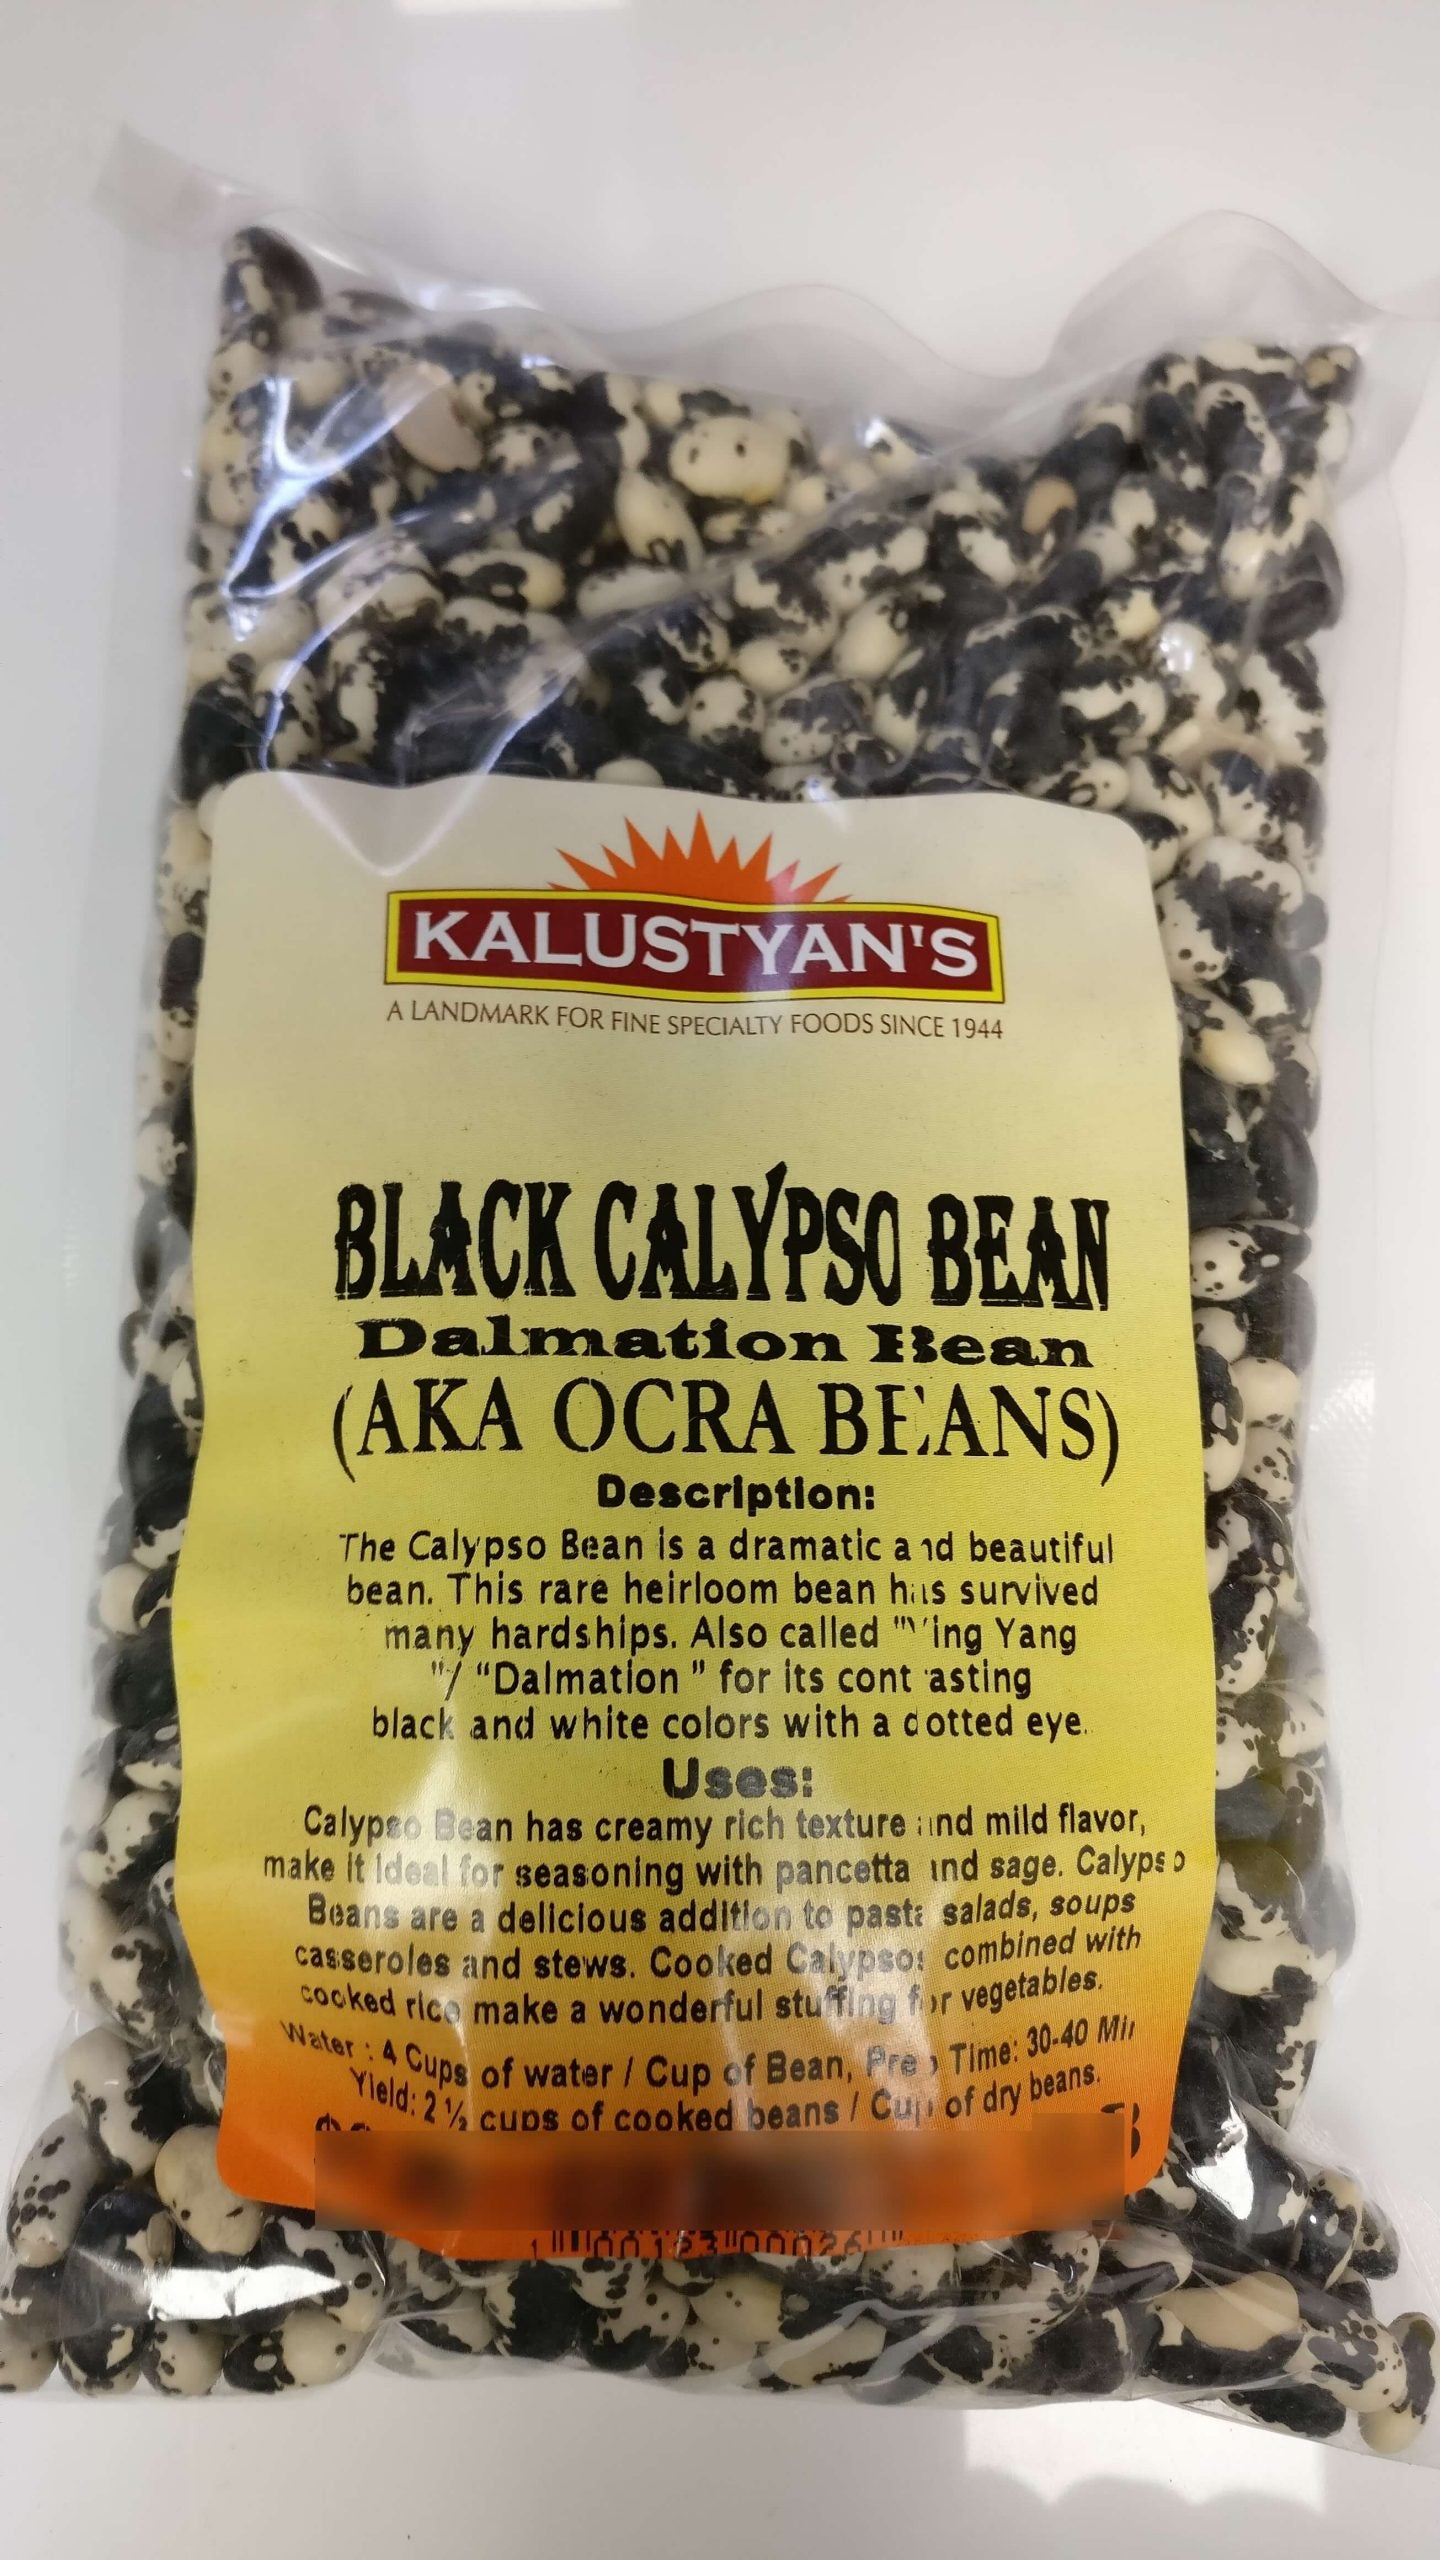 KALUSTYAN'S
A LANDMARK FOR FINE SPECIALTY FOODS SINCE 1944
BLACK CALYPSO BEAN
Dalmation Bean
(AKA OCRA BEANS)
Description:
The Calypso Bean is a dramatic and beautiful
bean. This rare heirloom bean has survived
many hardships. Also called "Ying Yang
"/ “Dalmation ” for its contrasting
black and white colors with a dotted eye.
Uses:
Calypso Bean has creamy rich texture and mild flavor,
make it ideal for seasoning with pancetta and sage. Calypso
Beans are a delicious addition to pasta salads, soups
casseroles and stews. Cooked Calypsos combined with
cooked rice make a wonderful stuffing for vegetables.
Water : 4 Cups of water / Cup of Bean, Prep Time: 30-40 Min
Yield: 2 ½ cups of cooked beans / Cup of dry beans.